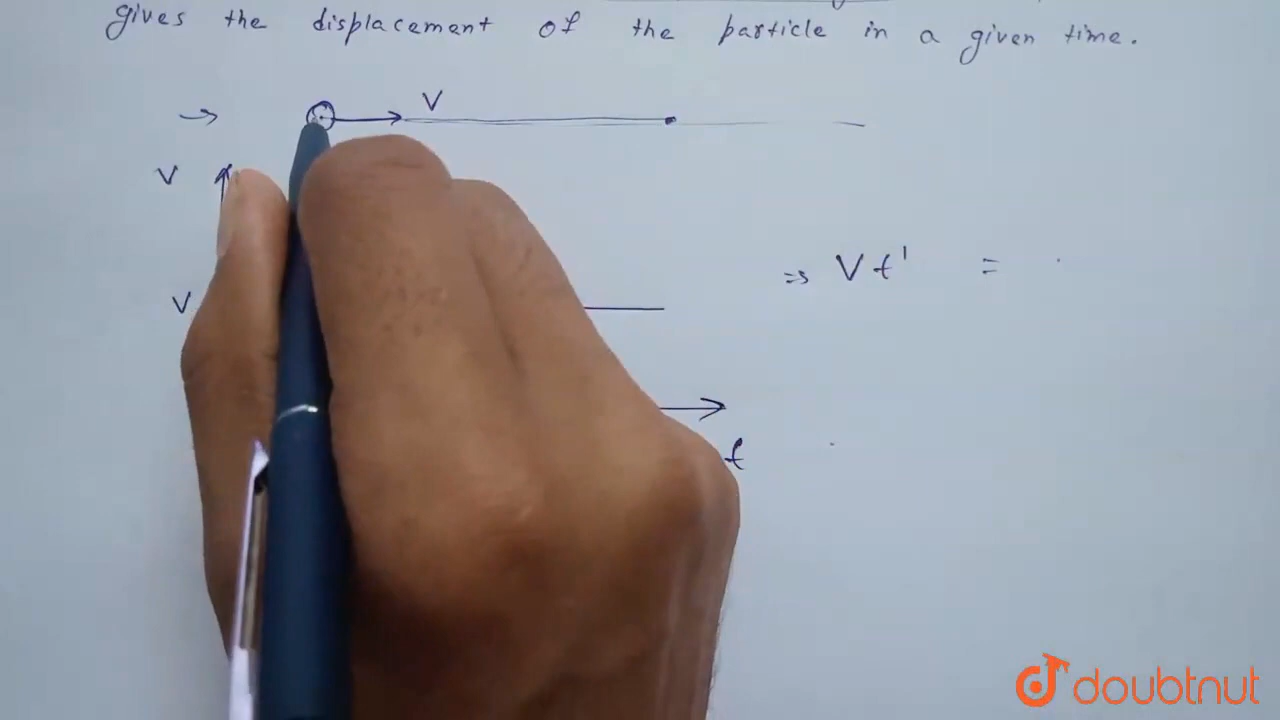 gives the displacement of the particle in a given time.
→ V
V
⇒ Vt' =
V
t
doubtnut